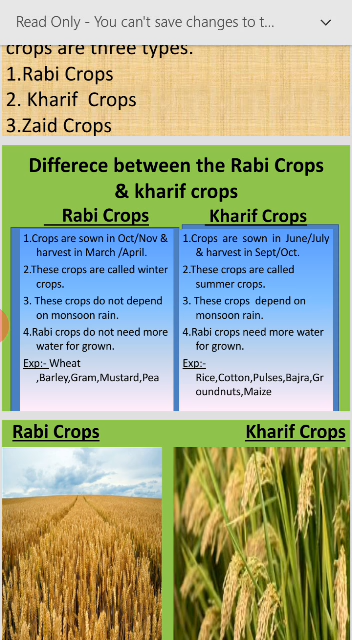 Read Only - You can't save changes to t...
crops are three types.
1.Rabi Crops
2. Kharif Crops
3.Zaid Crops
Differece between the Rabi Crops
& kharif crops
Rabi Crops
1.Crops are sown in Oct/Nov &
harvest in March /April.
2.These crops are called winter
crops.
3. These crops do not depend
on monsoon rain.
4.Rabi crops do not need more
water for grown.
Exp:- Wheat
,Barley,Gram,Mustard,Pea
Kharif Crops
1.Crops are sown in June/July
& harvest in Sept/Oct.
2.These crops are called
summer crops.
3. These crops depend on
monsoon rain.
4.Rabi crops need more water
for grown.
Exp:-
Rice,Cotton,Pulses,Bajra,Gr
oundnuts,Maize
Rabi Crops
Kharif Crops